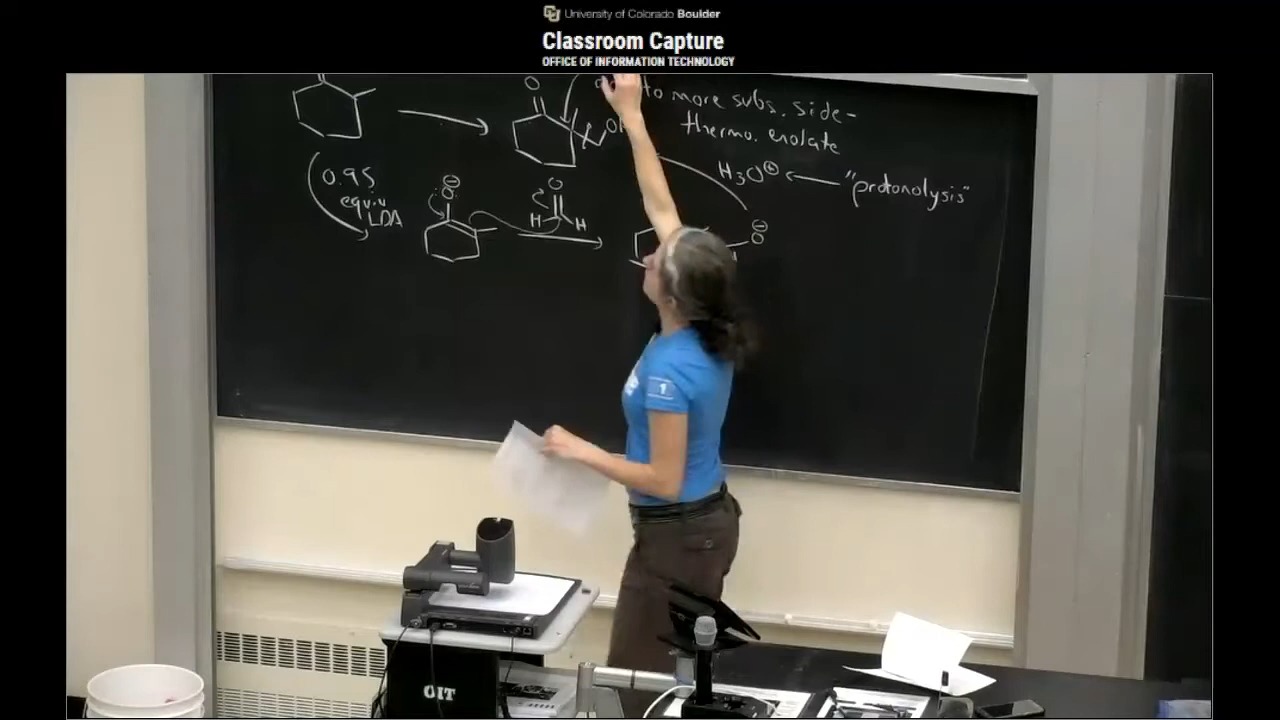 University of Colorado Boulder
Classroom Capture
OFFICE OF INFORMATION TECHNOLOGY
to more subs. side-
thermo. enolate
O
H3O⊕ ← "protonolysis"
0.95
equiv
LDA
⊖
O
O
H H
⊖
O
1
OIT